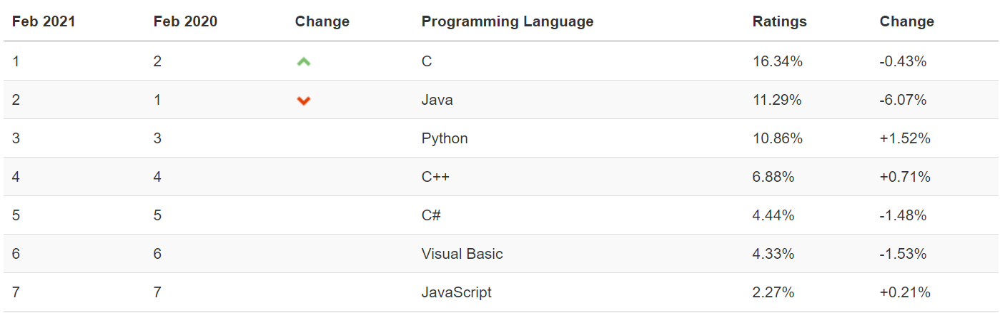 Feb 2021 Feb 2020 Change Programming Language Ratings Change
1 2 C 16.34% -0.43%
2 1 Java 11.29% -6.07%
3 3 Python 10.86% +1.52%
4 4 C++ 6.88% +0.71%
5 5 C# 4.44% -1.48%
6 6 Visual Basic 4.33% -1.53%
7 7 JavaScript 2.27% +0.21%